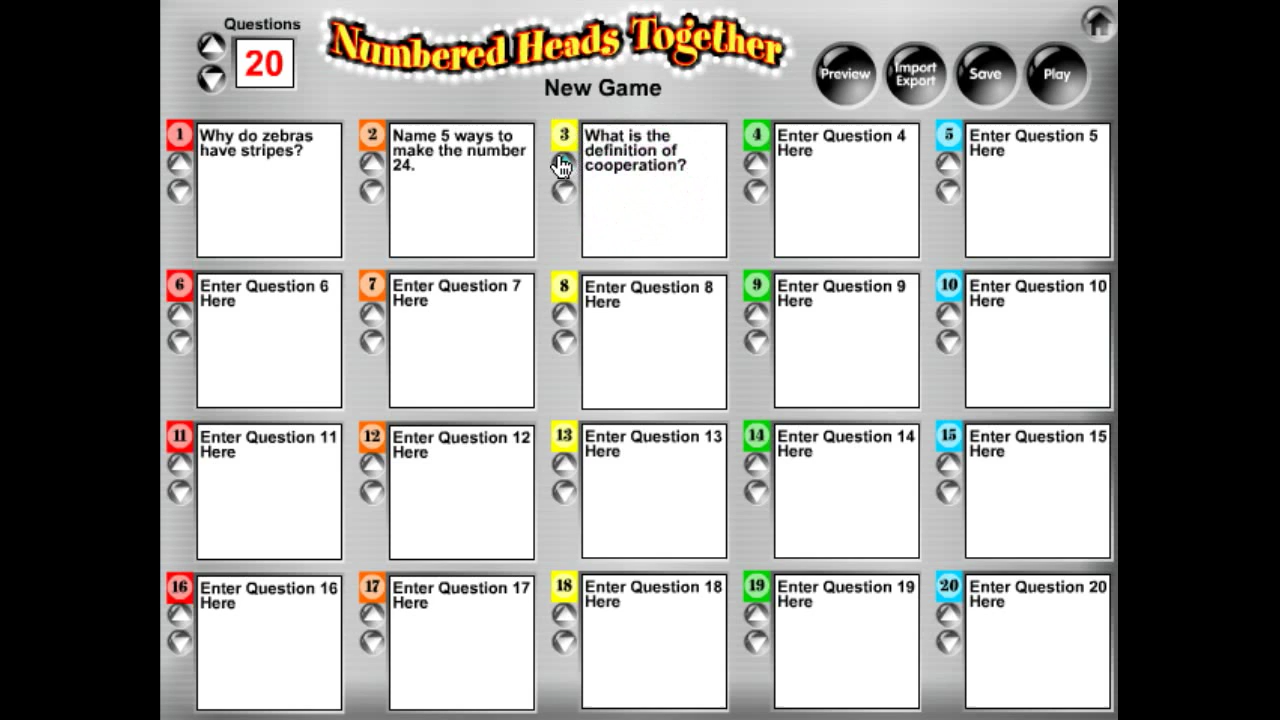 Questions
20
Numbered Heads Together
New Game
Preview
Import
Export
Save
Play
1
Why do zebras
have stripes?
2
Name 5 ways to
make the number
24.
3
What is the
definition of
cooperation?
4
Enter Question 4
Here
5
Enter Question 5
Here
6
Enter Question 6
Here
7
Enter Question 7
Here
8
Enter Question 8
Here
9
Enter Question 9
Here
10
Enter Question 10
Here
11
Enter Question 11
Here
12
Enter Question 12
Here
13
Enter Question 13
Here
14
Enter Question 14
Here
15
Enter Question 15
Here
16
Enter Question 16
Here
17
Enter Question 17
Here
18
Enter Question 18
Here
19
Enter Question 19
Here
20
Enter Question 20
Here